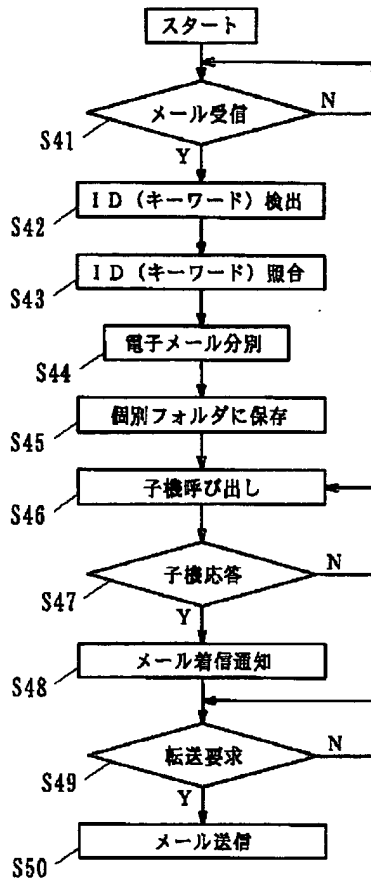 スタート
メール受信
N
S41
Y
ID(キーワード)検出
S42
ID(キーワード)照合
S43
電子メール分別
S44
個別フォルダに保存
S45
子機呼び出し
S46
子機応答
N
S47
Y
メール着信通知
S48
転送要求
N
S49
Y
メール送信
S50